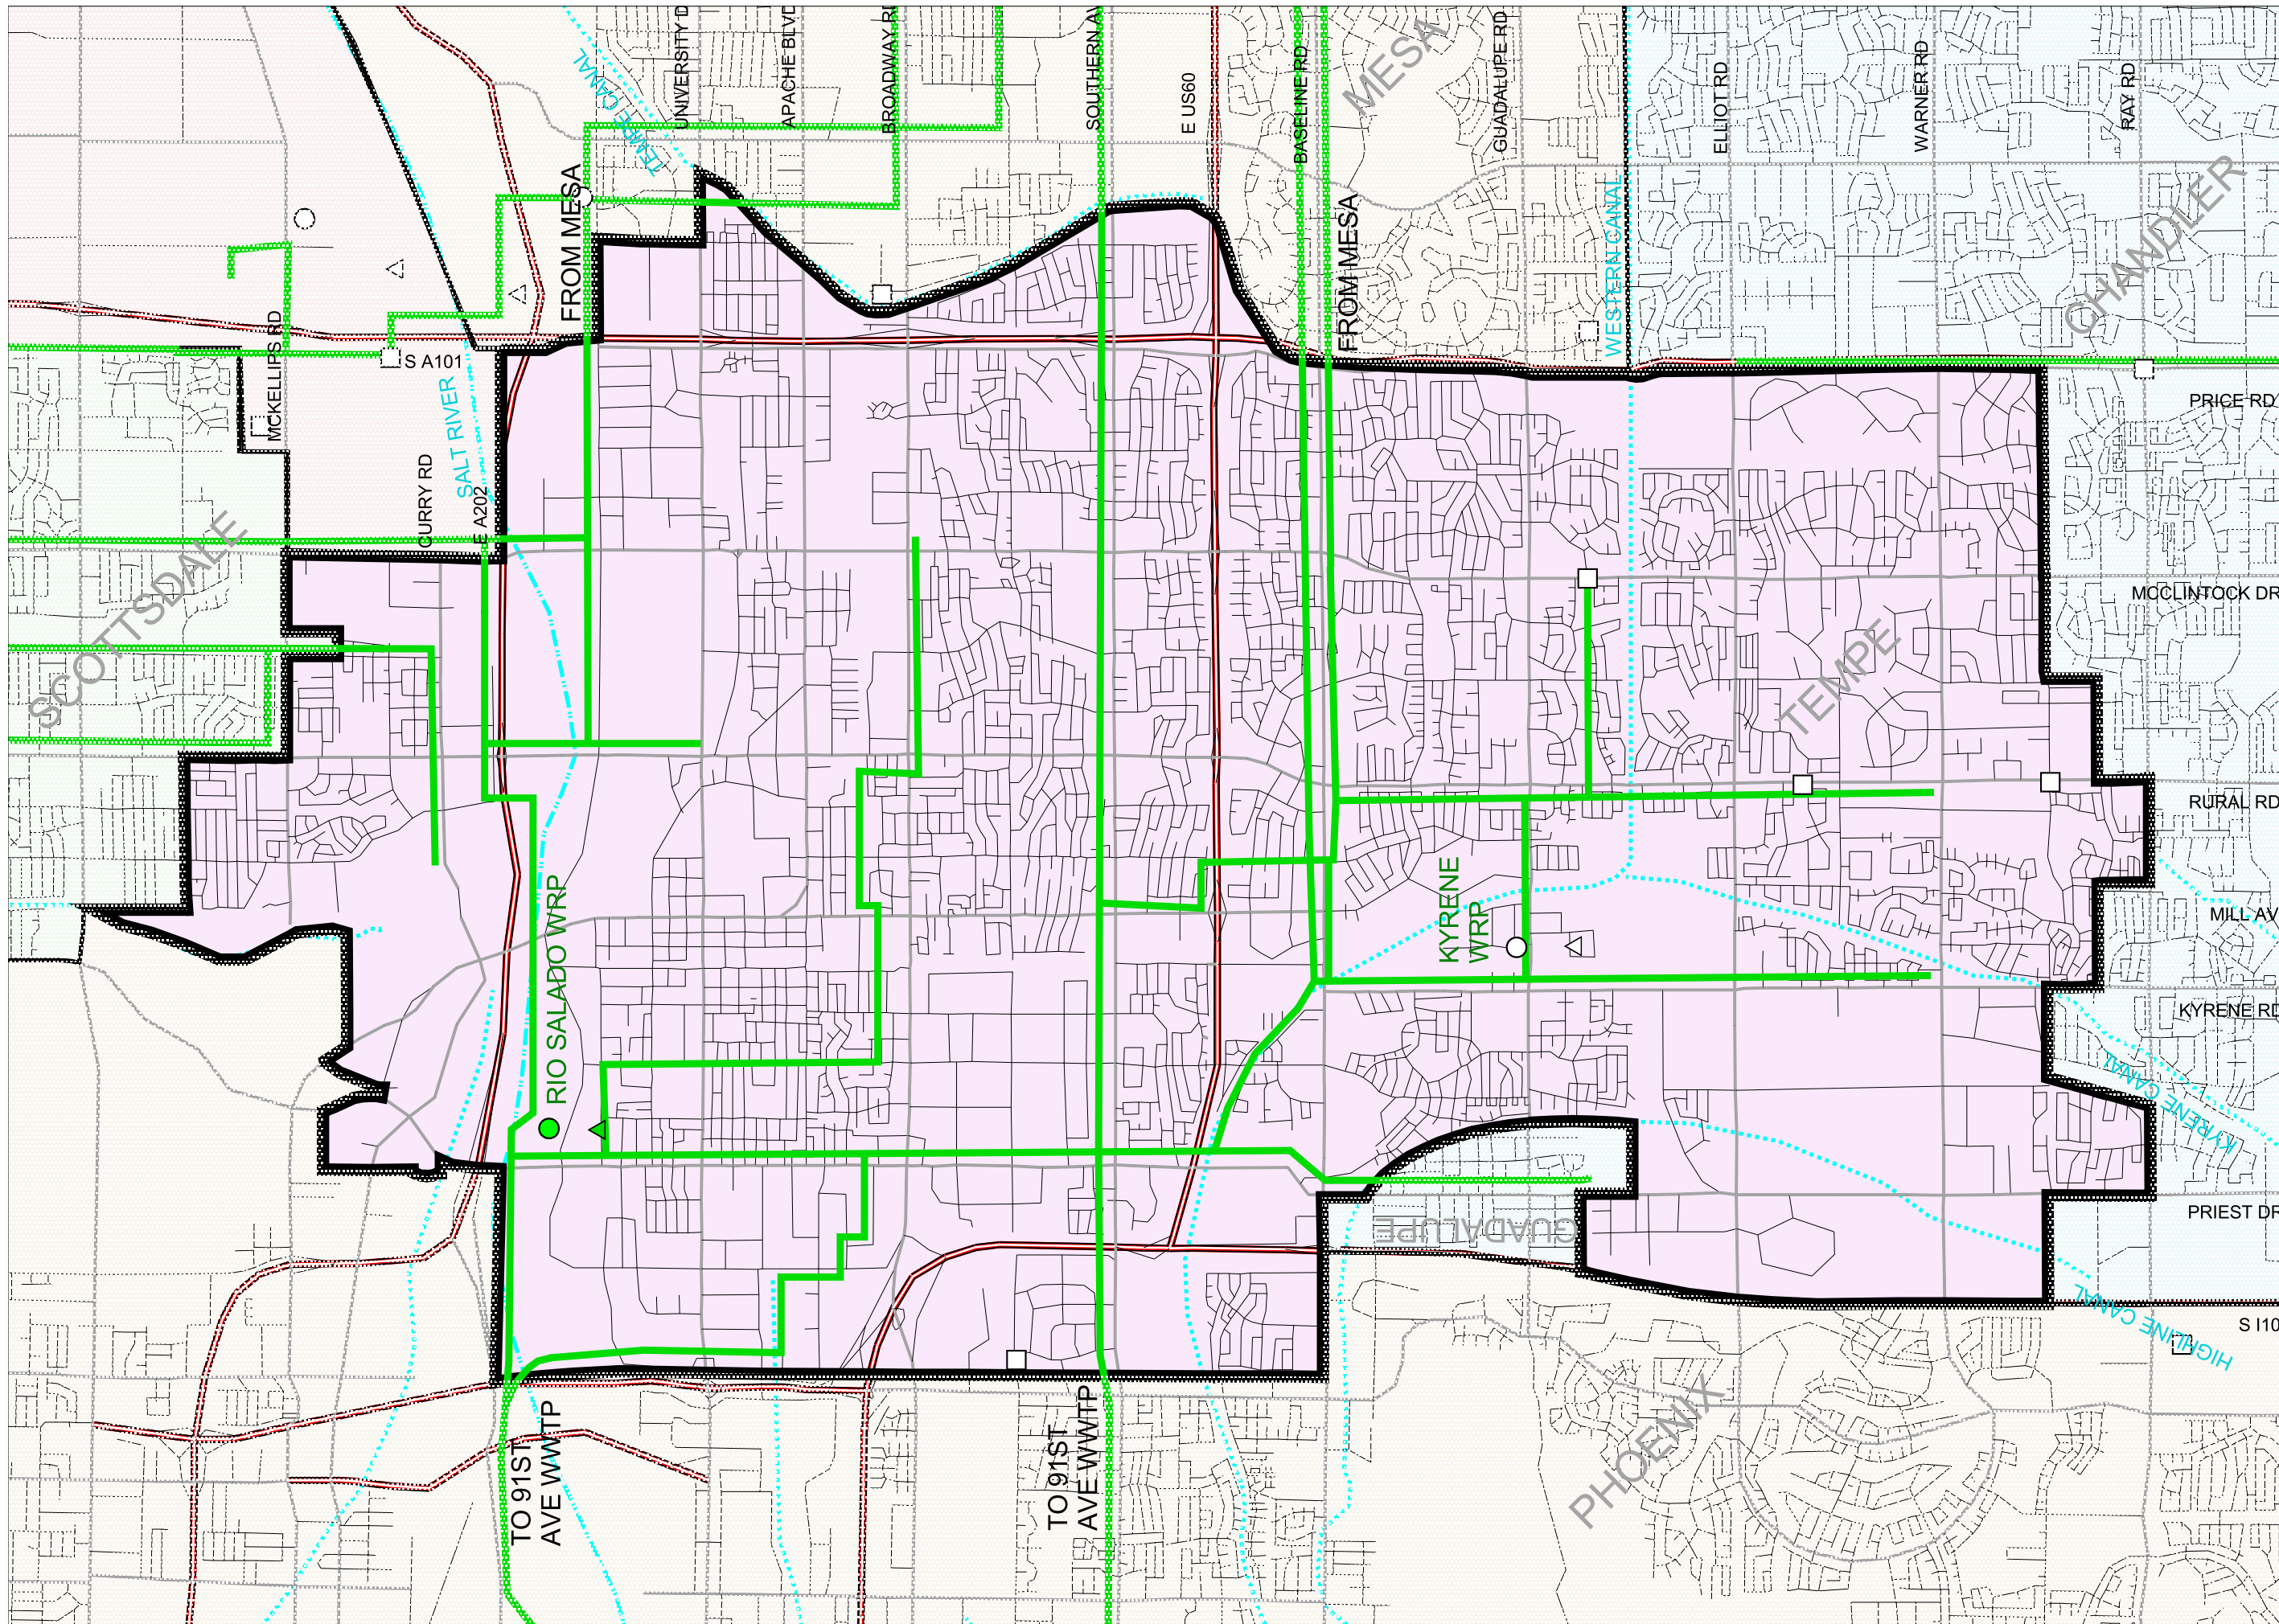 UNIVERSITY D
APACHE BLVD
BROADWAY RD
SOUTHERN AV
E US60
BASELINE RD
GUADALUPE RD
ELLIOT RD
WARNER RD
RAY RD
TEMPE CANAL
MESA
WESTERN CANAL
CHANDLER
FROM MESA
FROM MESA
MCKELLIPS RD
S A101
SALT RIVER
CURRY RD
E A202
PRICE RD
SCOTTSDALE
MCCLINTOCK DR
TEMPE
RURAL RD
RIO SALADO WRP
KYRENE
WRP
MILL AV
KYRENE RD
KYRENE CANAL
GUADALUPE
PRIEST DR
HIGHLINE CANAL
S I10
PHOENIX
TO 91ST
AVE WWTP
TO 91ST
AVE WWTP